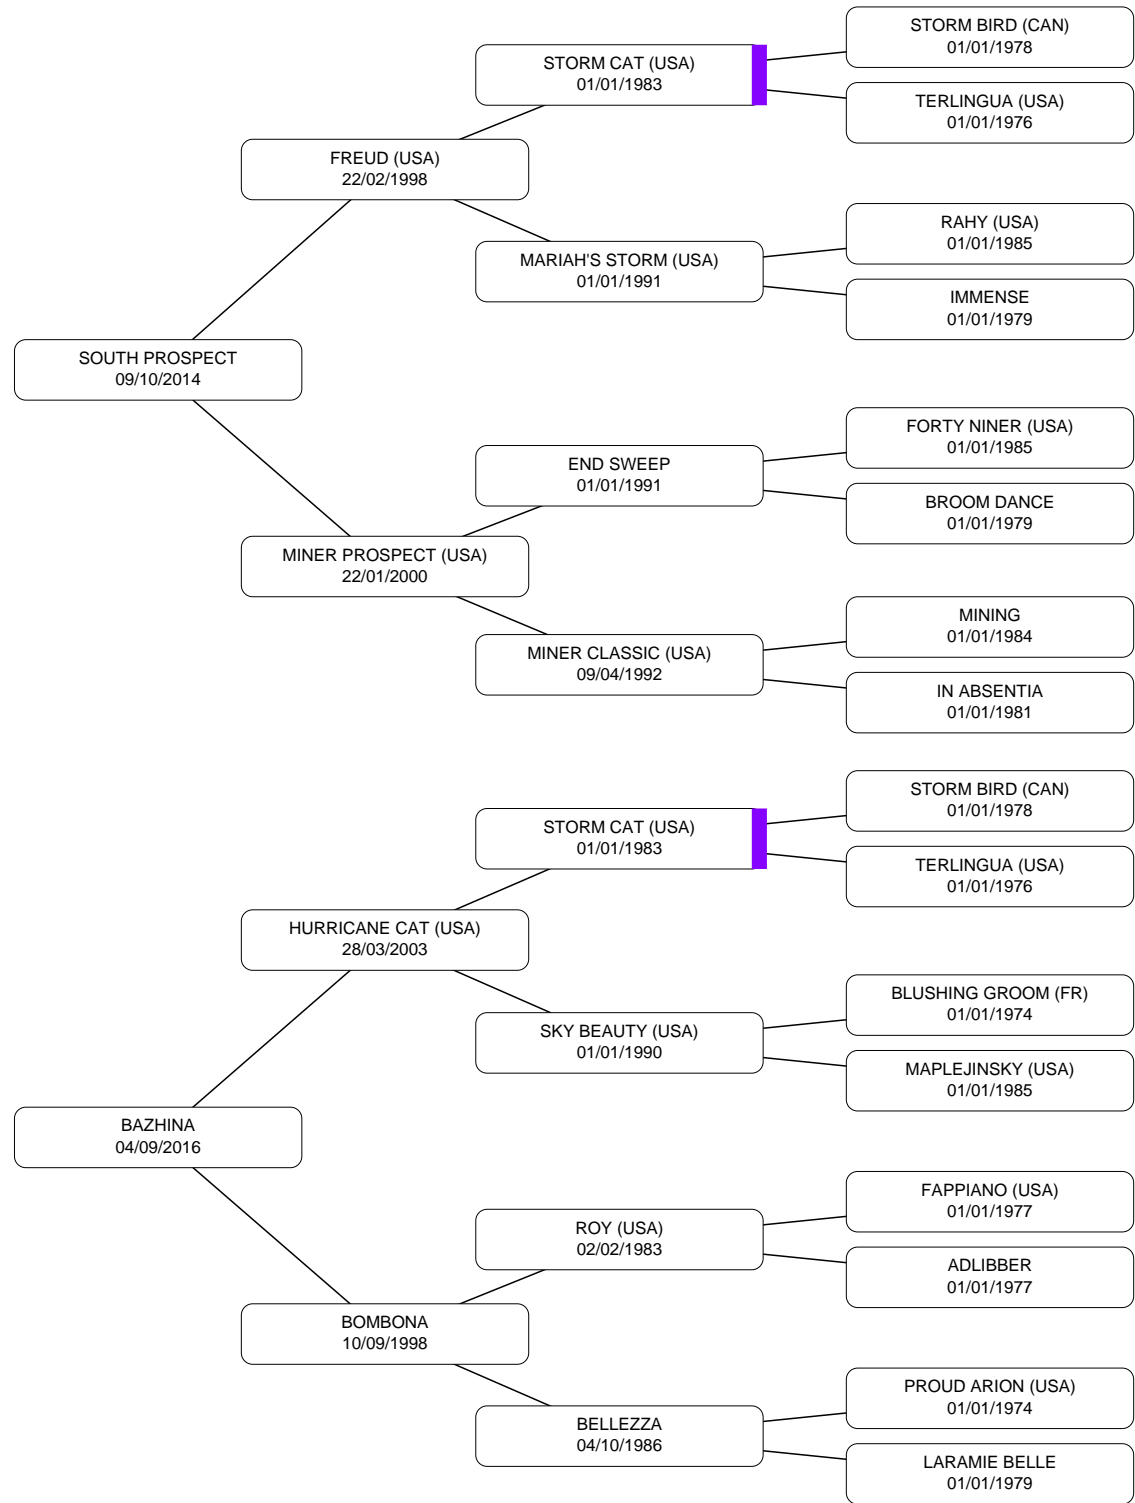 STORM BIRD (CAN)
01/01/1978
STORM CAT (USA)
01/01/1983
TERLINGUA (USA)
01/01/1976
FREUD (USA)
22/02/1998
RAHY (USA)
01/01/1985
MARIAH'S STORM (USA)
01/01/1991
IMMENSE
01/01/1979
SOUTH PROSPECT
09/10/2014
FORTY NINER (USA)
01/01/1985
END SWEEP
01/01/1991
BROOM DANCE
01/01/1979
MINER PROSPECT (USA)
22/01/2000
MINING
01/01/1984
MINER CLASSIC (USA)
09/04/1992
IN ABSENTIA
01/01/1981
STORM BIRD (CAN)
01/01/1978
STORM CAT (USA)
01/01/1983
TERLINGUA (USA)
01/01/1976
HURRICANE CAT (USA)
28/03/2003
BLUSHING GROOM (FR)
01/01/1974
SKY BEAUTY (USA)
01/01/1990
MAPLEJINSKY (USA)
01/01/1985
BAZHINA
04/09/2016
FAPPIANO (USA)
01/01/1977
ROY (USA)
02/02/1983
ADLIBBER
01/01/1977
BOMBONA
10/09/1998
PROUD ARION (USA)
01/01/1974
BELLEZZA
04/10/1986
LARAMIE BELLE
01/01/1979